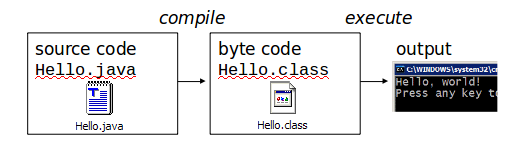 compile
execute
source code
Hello.java
Hello.java
byte code
Hello.class
Hello.class
output
C:\WINDOWS\system32\
Hello, world!
Press any key